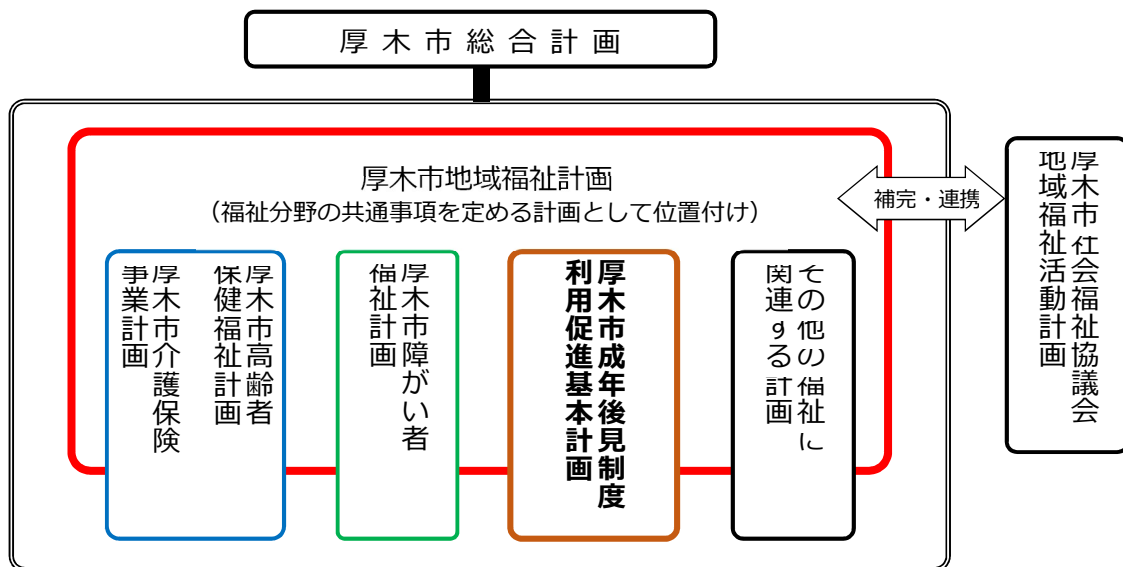 厚木市総合計画
厚木市地域福祉計画
（福祉分野の共通事項を定める計画として位置付け）
補完・連携
厚木市社会福祉協議会
地域福祉活動計画
厚木市高齢者
保健福祉計画
厚木市介護保険
事業計画
厚木市障がい者
福祉計画
厚木市成年後見制度
利用促進基本計画
その他の福祉に
関連する計画